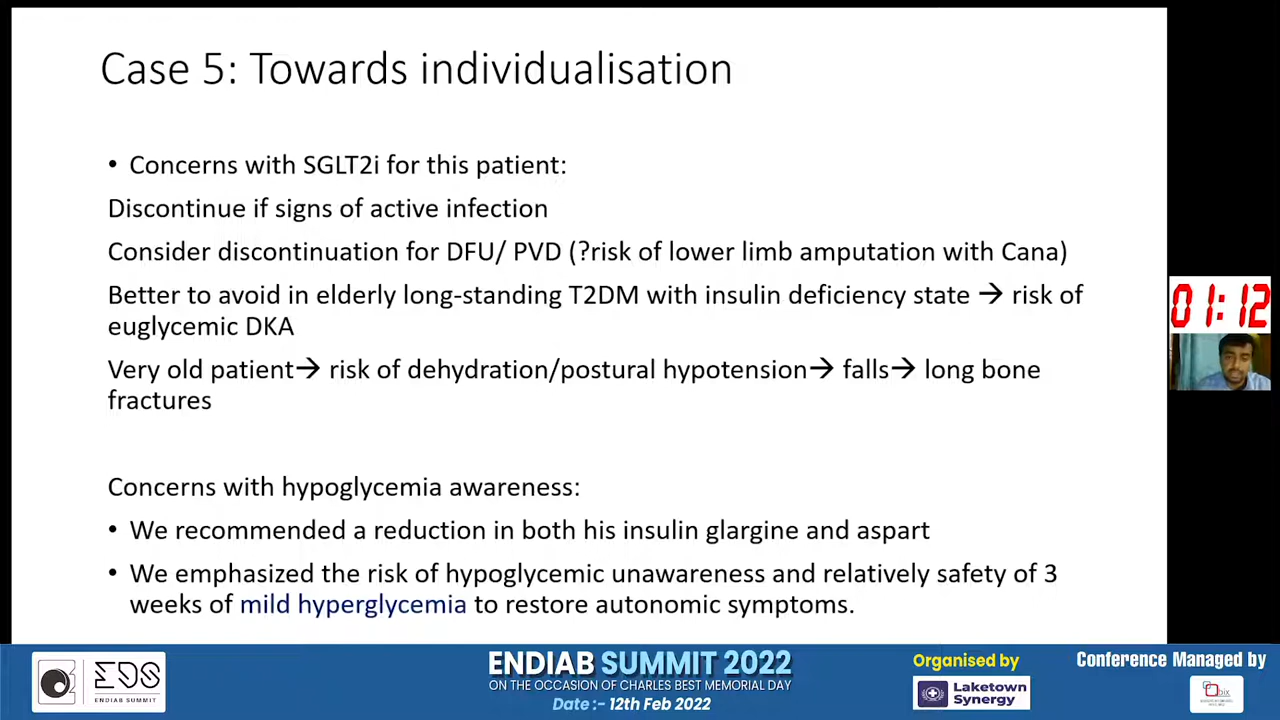 Case 5: Towards individualisation
• Concerns with SGLT2i for this patient:
Discontinue if signs of active infection
Consider discontinuation for DFU/ PVD (?risk of lower limb amputation with Cana)
Better to avoid in elderly long-standing T2DM with insulin deficiency state → risk of
euglycemic DKA
Very old patient→ risk of dehydration/postural hypotension→ falls→ long bone
fractures
01:12
Concerns with hypoglycemia awareness:
• We recommended a reduction in both his insulin glargine and aspart
• We emphasized the risk of hypoglycemic unawareness and relatively safety of 3
weeks of mild hyperglycemia to restore autonomic symptoms.
EDS
ENDIAB SUMMIT
ENDIAB SUMMIT 2022
ON THE OCCASION OF CHARLES BEST MEMORIAL DAY
Date :- 12th Feb 2022
Organised by
Laketown
Synergy
Conference Managed by